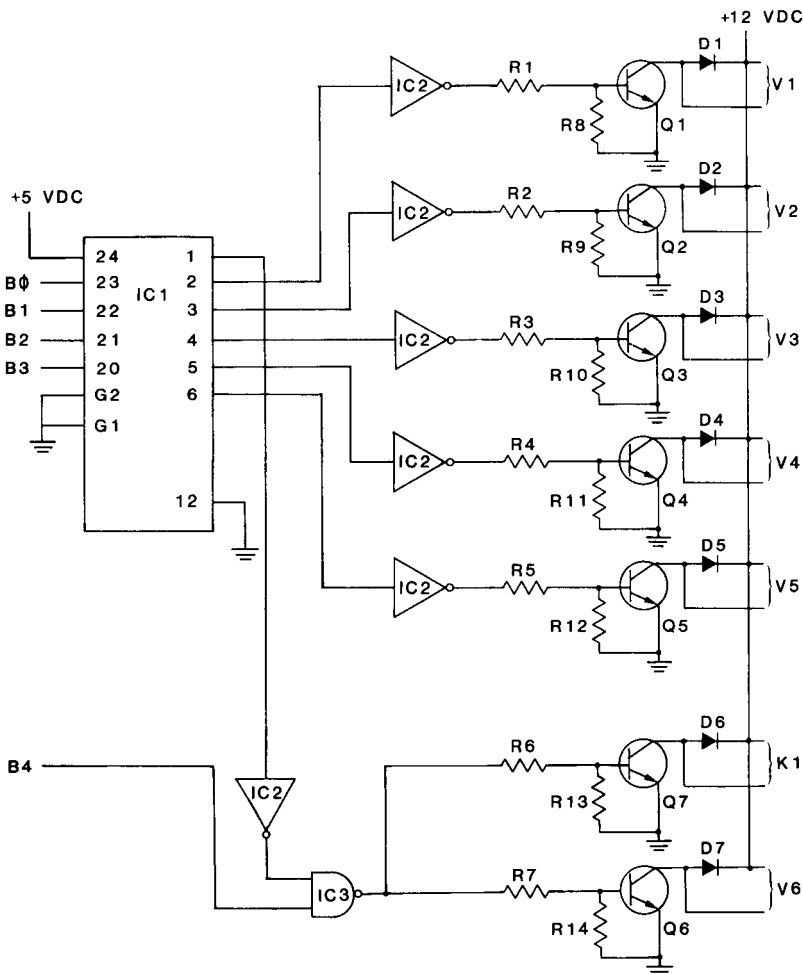 +12 VDC
D1
R1
IC2
V1
R8
Q1
D2
R2
IC2
V2
R9
Q2
+5 VDC
24
1
B0
23
IC1
2
B1
22
3
B2
21
4
B3
20
5
G2
6
G1
12
D3
R3
IC2
V3
R10
Q3
D4
R4
IC2
V4
R11
Q4
D5
R5
IC2
V5
R12
Q5
D6
R6
K1
B4
IC2
R13
Q7
D7
R7
IC3
V6
R14
Q6